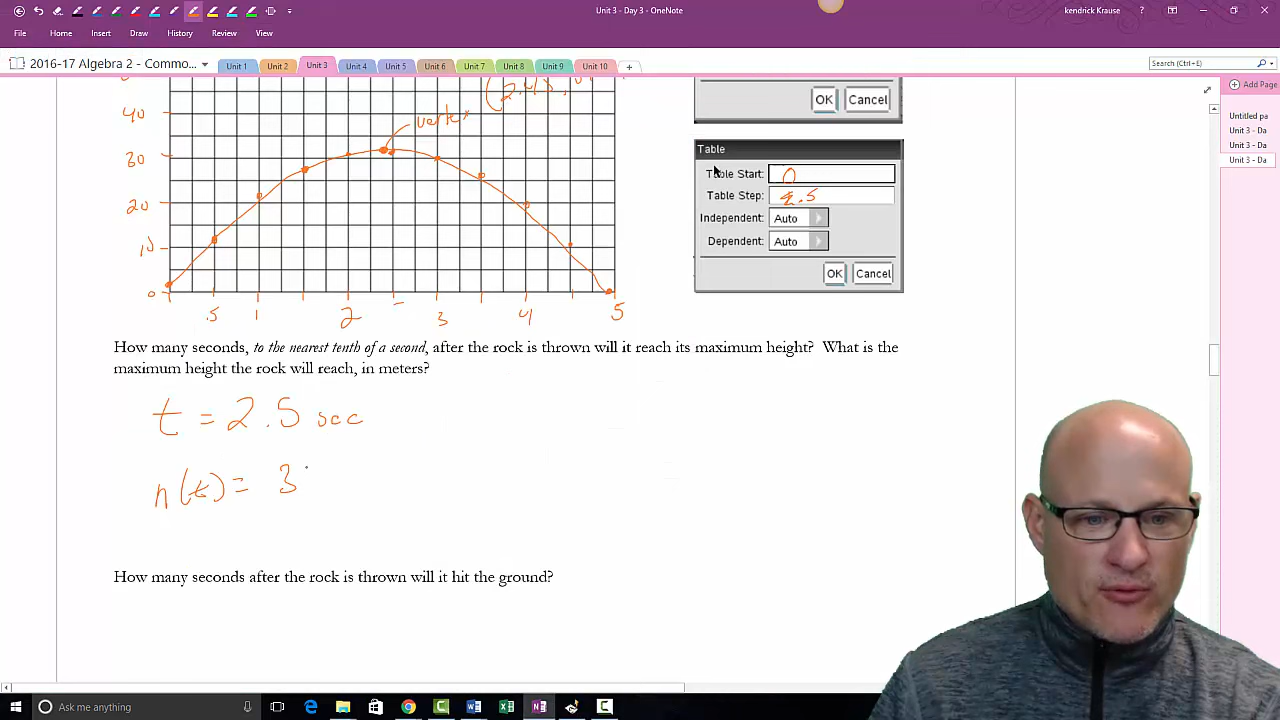 Unit 3 - Day 3 - OneNote
kendrick Krause
File Home Insert Draw History Review View
2016-17 Algebra 2 - Commo...
Unit 1 Unit 2 Unit 3 Unit 4 Unit 5 Unit 6 Unit 7 Unit 8 Unit 9 Unit 10 +
Search (Ctrl+E)
Add Page
Untitled pa
Unit 3 - Da
Unit 3 - Da
Unit 3 - Da
40
30
20
10
0
vertex
.5 1 2 3 4 5
OK Cancel
Table
Table Start: 0
Table Step: .5
Independent: Auto
Dependent: Auto
OK Cancel
How many seconds, to the nearest tenth of a second, after the rock is thrown will it reach its maximum height? What is the
maximum height the rock will reach, in meters?
t = 2.5 sec
h(t) = 3
How many seconds after the rock is thrown will it hit the ground?
Ask me anything